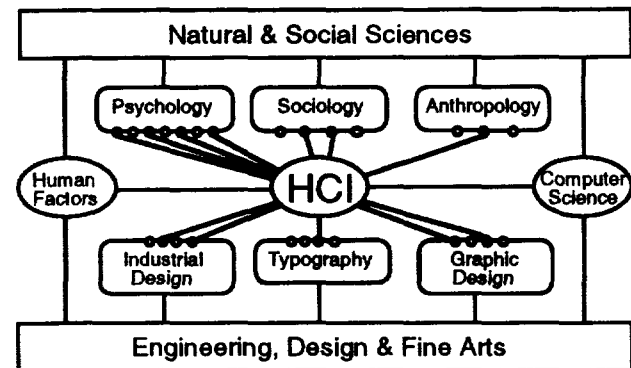 Natural & Social Sciences
Psychology
Sociology
Anthropology
Human
Factors
HCI
Computer
Science
Industrial
Design
Typography
Graphic
Design
Engineering, Design & Fine Arts